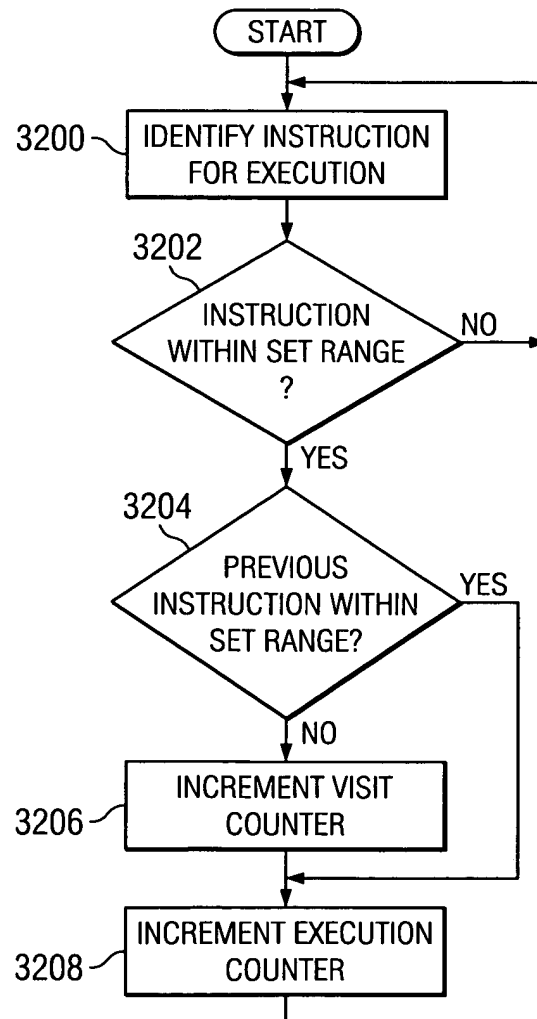 START
3200
IDENTIFY INSTRUCTION
FOR EXECUTION
3202
INSTRUCTION
WITHIN SET RANGE
?
NO
YES
3204
PREVIOUS
INSTRUCTION WITHIN
SET RANGE?
YES
NO
3206
INCREMENT VISIT
COUNTER
3208
INCREMENT EXECUTION
COUNTER